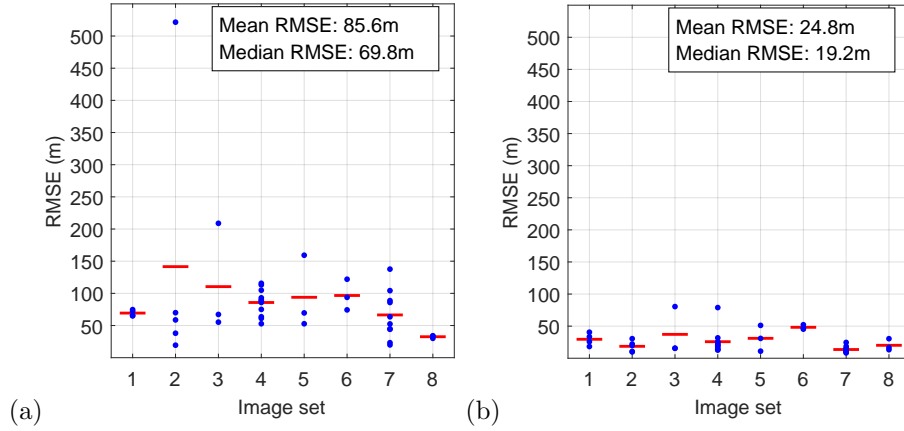 Mean RMSE: 85.6m
Median RMSE: 69.8m
500
450
400
350
300
250
200
150
100
50
RMSE (m)
1 2 3 4 5 6 7 8
Image set
(a)
Mean RMSE: 24.8m
Median RMSE: 19.2m
500
450
400
350
300
250
200
150
100
50
RMSE (m)
1 2 3 4 5 6 7 8
Image set
(b)